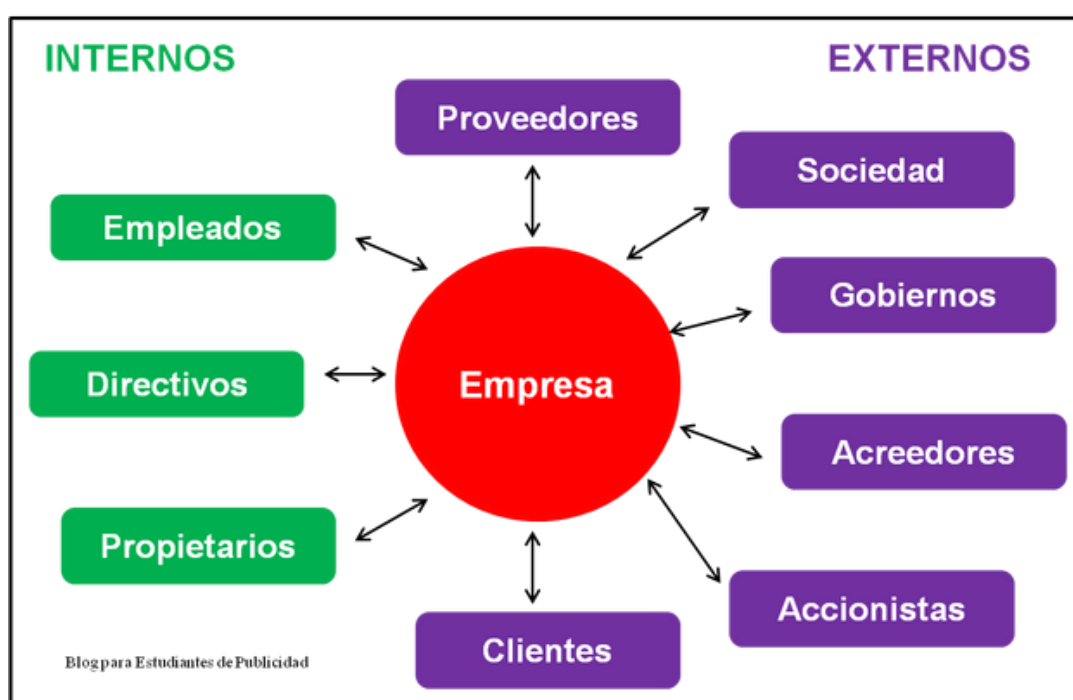 INTERNOS
EXTERNOS
Proveedores
Sociedad
Empleados
Gobiernos
Directivos
Empresa
Acreedores
Propietarios
Accionistas
Clientes
Blog para Estudiantes de Publicidad